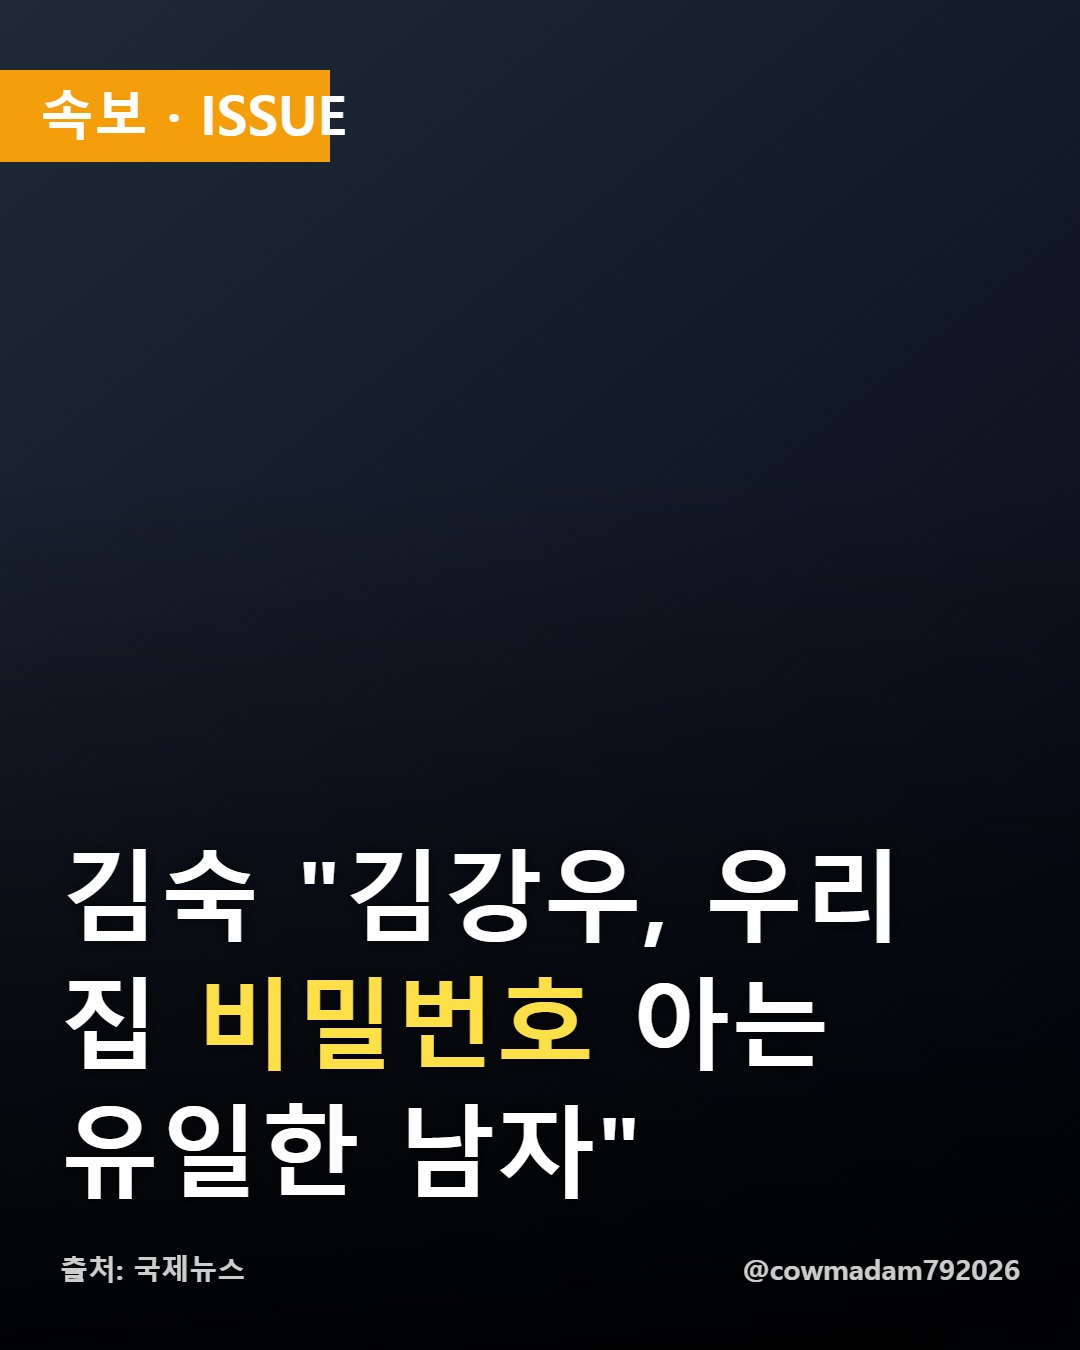 속보 · ISSUE
김숙 "김강우, 우리
집 비밀번호 아는
유일한 남자"
출처: 국제뉴스
@cowmadam792026